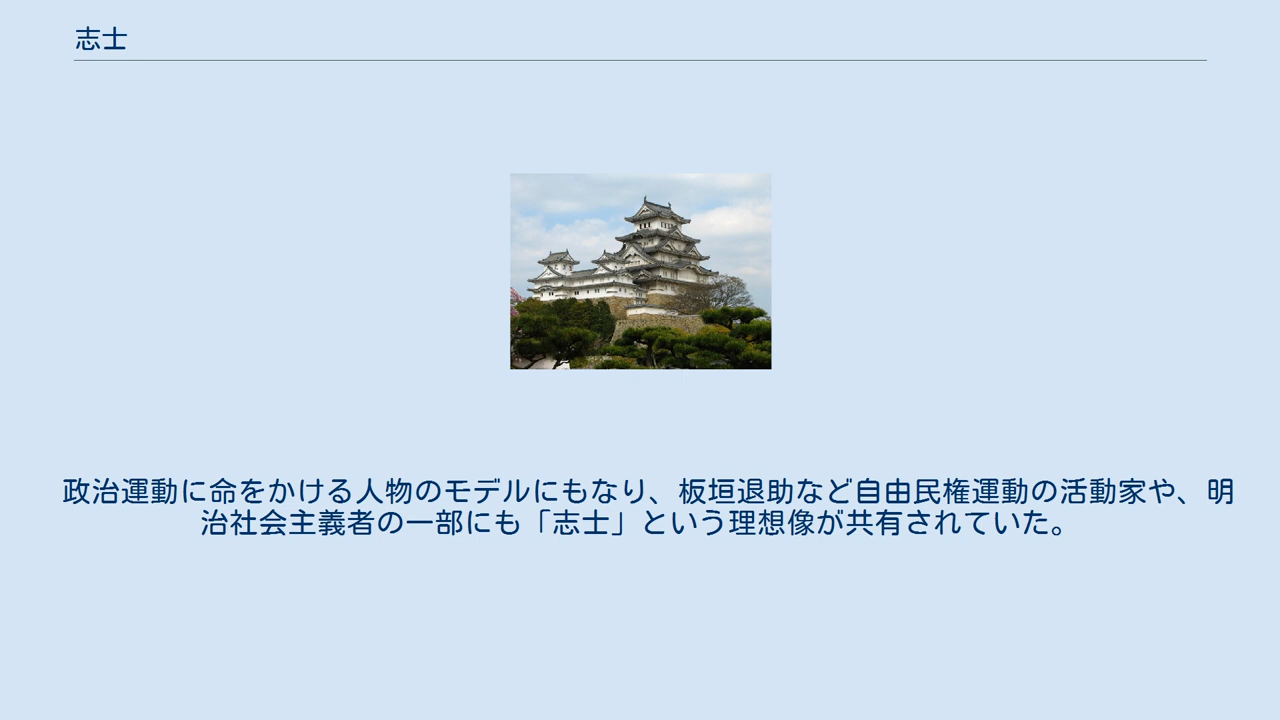 志士
政治運動に命をかける人物のモデルにもなり、板垣退助など自由民権運動の活動家や、明
治社会主義者の一部にも「志士」という理想像が共有されていた。